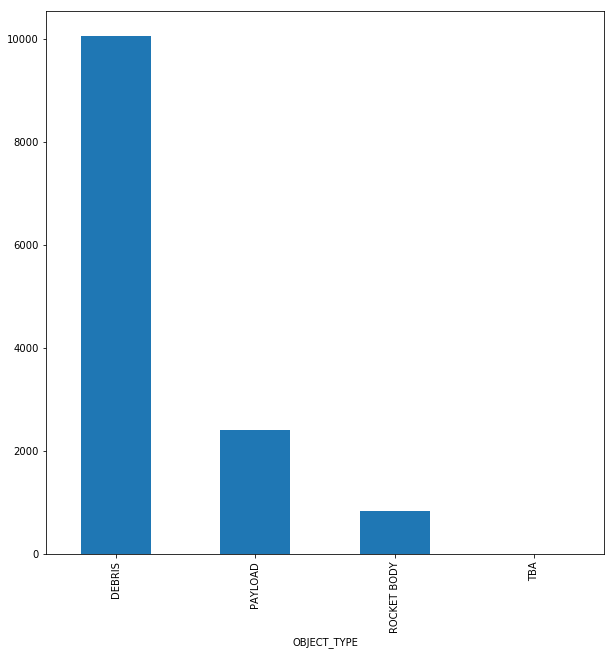 10000
8000
6000
4000
2000
0
DEBRIS
PAYLOAD
ROCKET BODY
TBA
OBJECT_TYPE